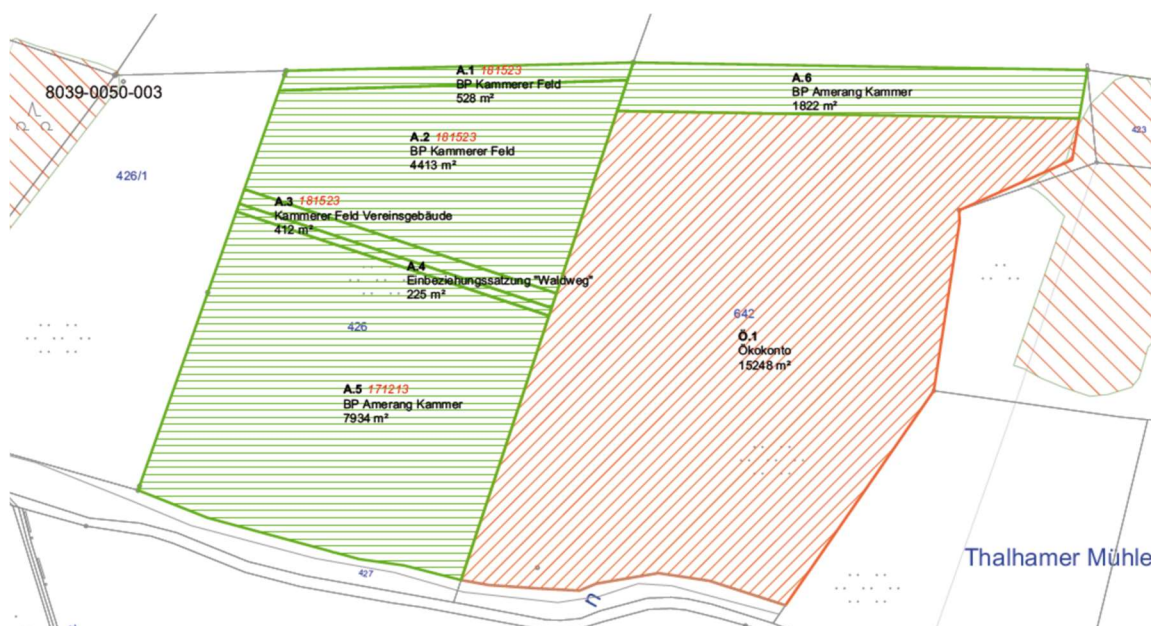 A.1 181523
BP Kammerer Feld
528 m²
A.6
BP Amerang Kammer
1822 m²
8039-0050-003
423
A.2 181523
BP Kammerer Feld
4413 m²
426/1
A.3 181523
Kammerer Feld Vereinsgebäude
412 m²
A.4
Einbeziehungssatzung "Waldweg"
225 m²
426
642
Ö.1
Ökokonto
15248 m²
A.5 171213
BP Amerang Kammer
7934 m²
Thalhamer Mühle
427
n